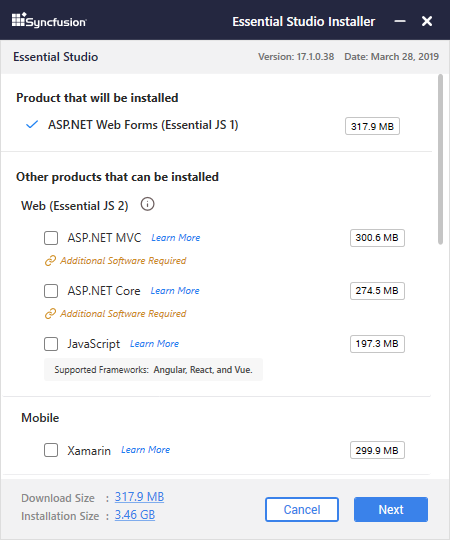 Syncfusion Essential Studio Installer
Essential Studio Version: 17.1.0.38 Date: March 28, 2019
Product that will be installed
ASP.NET Web Forms (Essential JS 1) 317.9 MB
Other products that can be installed
Web (Essential JS 2)
ASP.NET MVC Learn More 300.6 MB
Additional Software Required
ASP.NET Core Learn More 274.5 MB
Additional Software Required
JavaScript Learn More 197.3 MB
Supported Frameworks: Angular, React, and Vue.
Mobile
Xamarin Learn More 299.9 MB
Download Size : 317.9 MB
Installation Size : 3.46 GB
Cancel Next